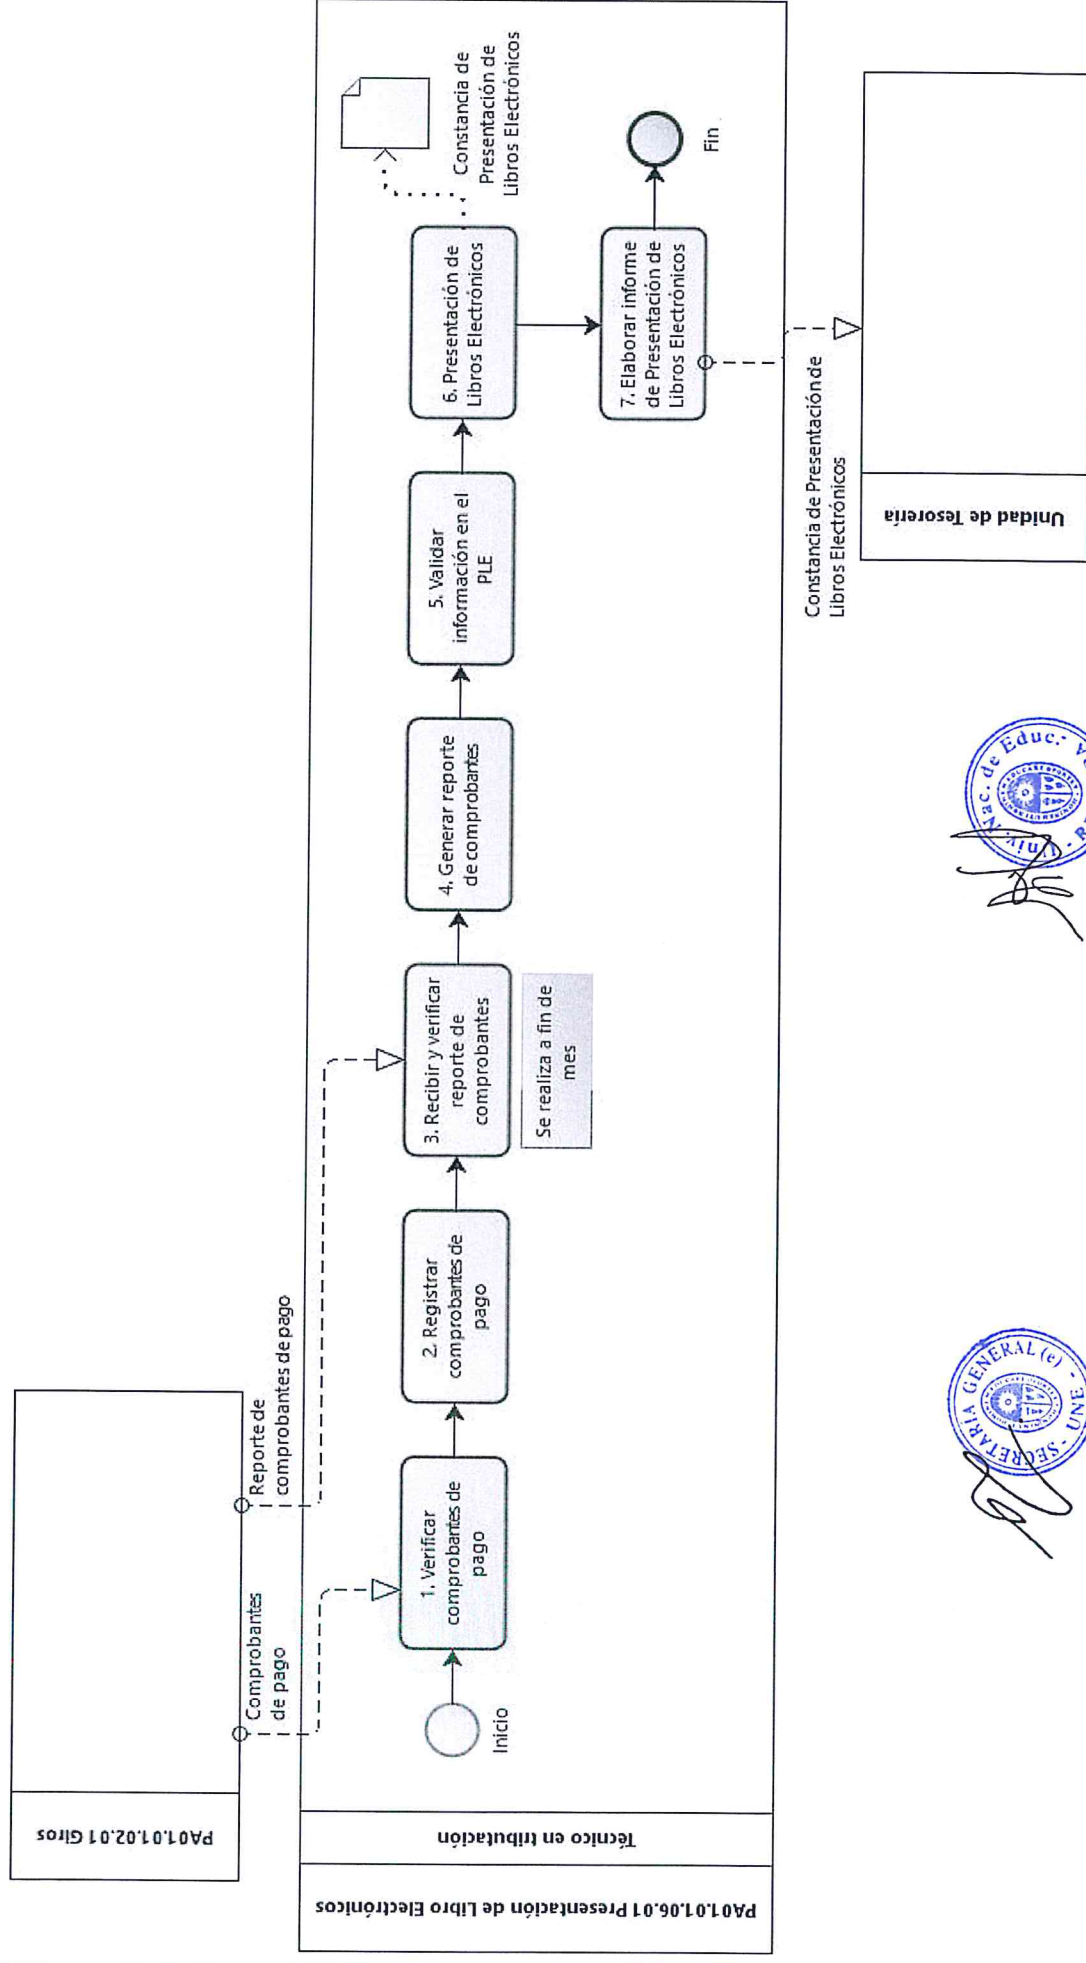 PA01.01.02.01 Giros
Comprobantes
de pago
Reporte de
comprobantes de pago
PA01.01.06.01 Presentación de Libro Electrónicos
Técnico en tributación
Inicio
1. Verificar
comprobantes de
pago
2. Registrar
comprobantes de
pago
3. Recibir y verificar
reporte de
comprobantes
Se realiza a fin de
mes
4. Generar reporte
de comprobantes
5. Validar
información en el
PLE
6. Presentación de
Libros Electrónicos
Constancia de
Presentación de
Libros Electrónicos
7. Elaborar informe
de Presentación de
Libros Electrónicos
Fin
Constancia de Presentación de
Libros Electrónicos
Unidad de Tesorería
SECRETARÍA GENERAL (e) - UNE -
Univ. Nac. de Educ.